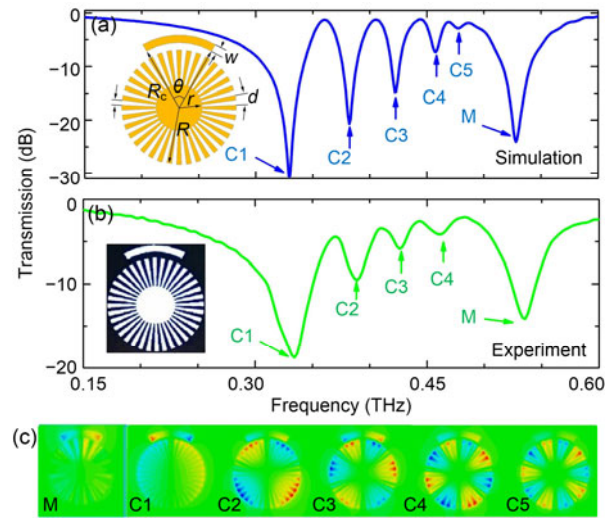 (a)
0
−10
−20
−30
w
R_c
θ
r
d
R
C1
C2
C3
C4
C5
M
Simulation
Transmission (dB)
(b)
0
−10
−20
C1
C2
C3
C4
M
Experiment
0.15 0.30 0.45 0.60
Frequency (THz)
(c)
M C1 C2 C3 C4 C5